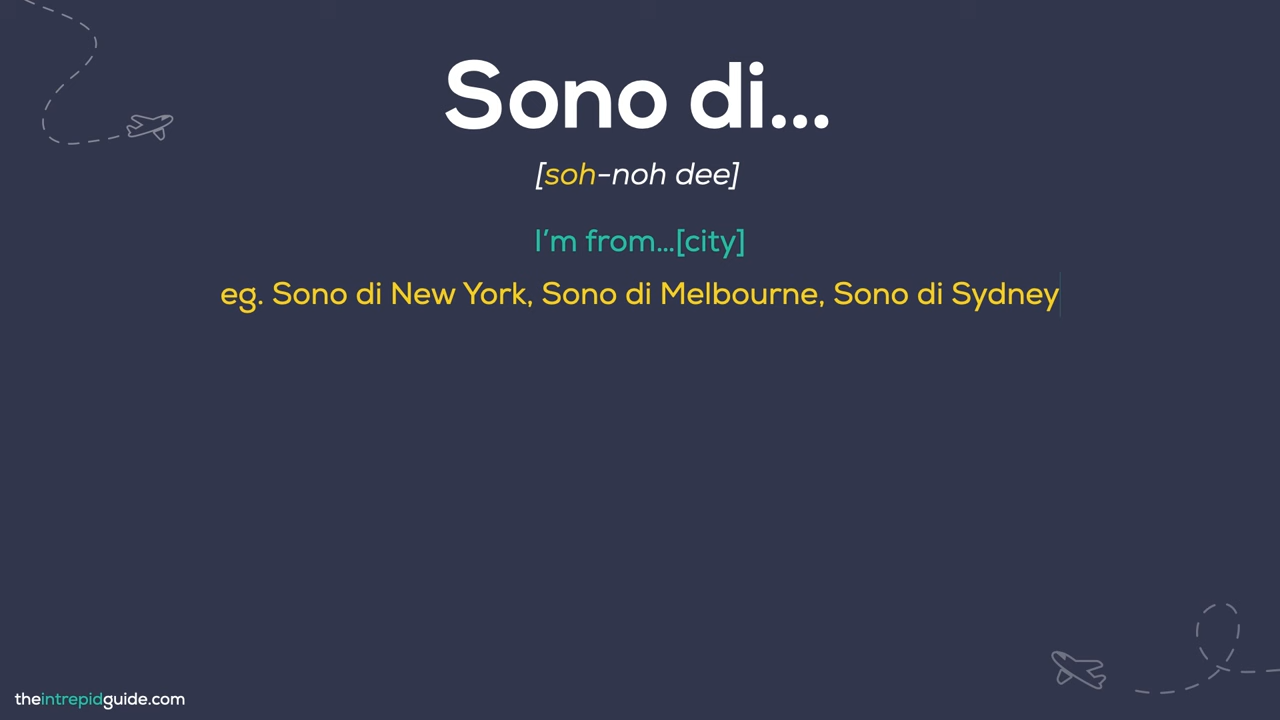 Sono di...
[soh-noh dee]
I'm from...[city]
eg. Sono di New York, Sono di Melbourne, Sono di Sydney
theintrepidguide.com